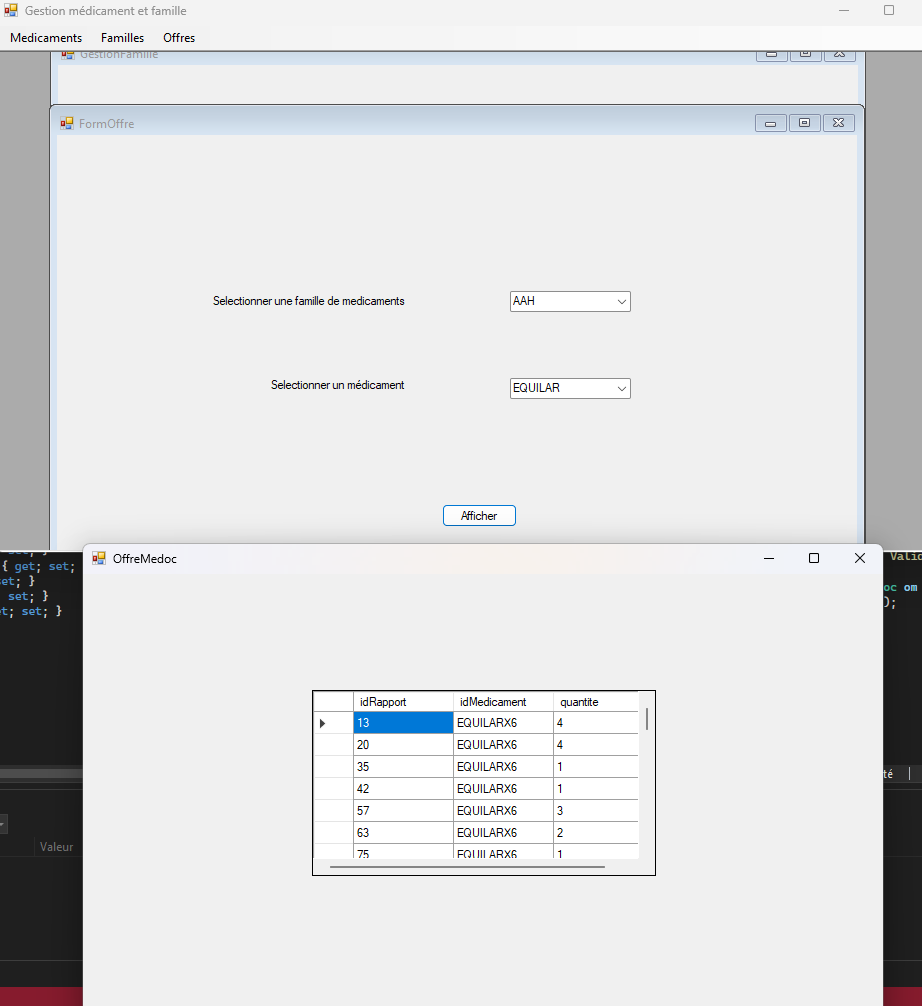 Gestion médicament et famille
Medicaments Familles Offres
GestionFamille
FormOffre
Selectionner une famille de medicaments AAH
Selectionner un médicament EQUILAR
Afficher
{ get; set; Valid
set; } OffreMedoc
set; } oc om
t; set; } );
idRapport idMedicament quantite
13 EQUILARX6 4
20 EQUILARX6 4
35 EQUILARX6 1
42 EQUILARX6 1
57 EQUILARX6 3
63 EQUILARX6 2
75 EQUILARX6 1
té
Valeur